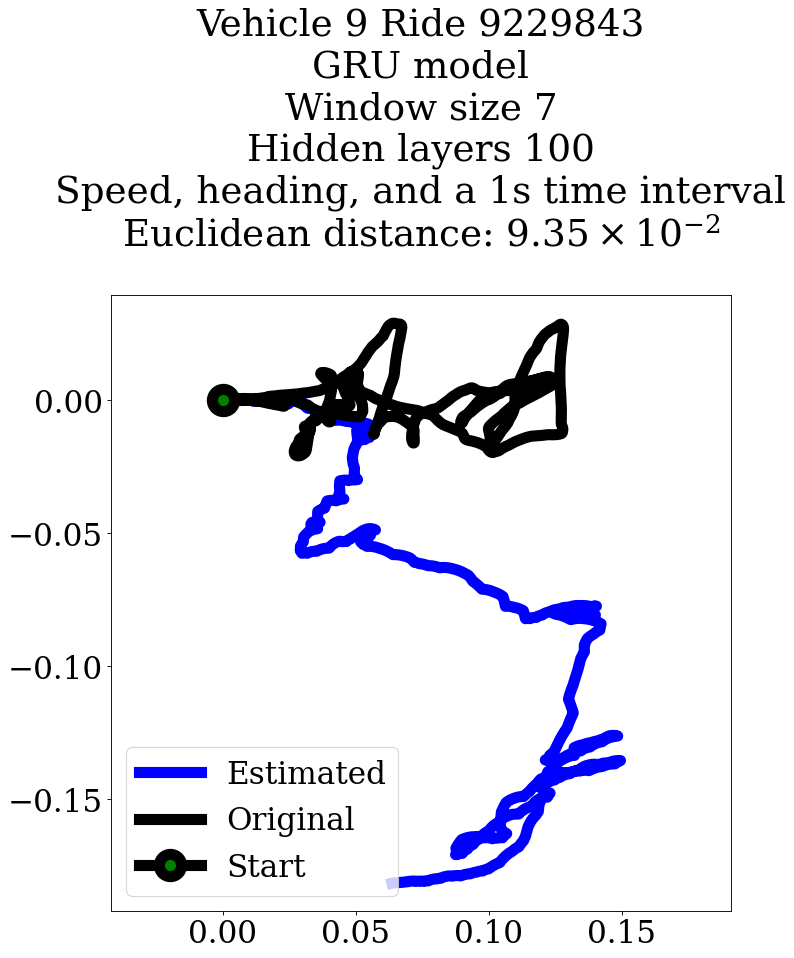 Vehicle 9 Ride 9229843
GRU model
Window size 7
Hidden layers 100
Speed, heading, and a 1s time interval
Euclidean distance: 9.35 × 10⁻²
0.00
−0.05
−0.10
−0.15
Estimated
Original
Start
0.00 0.05 0.10 0.15